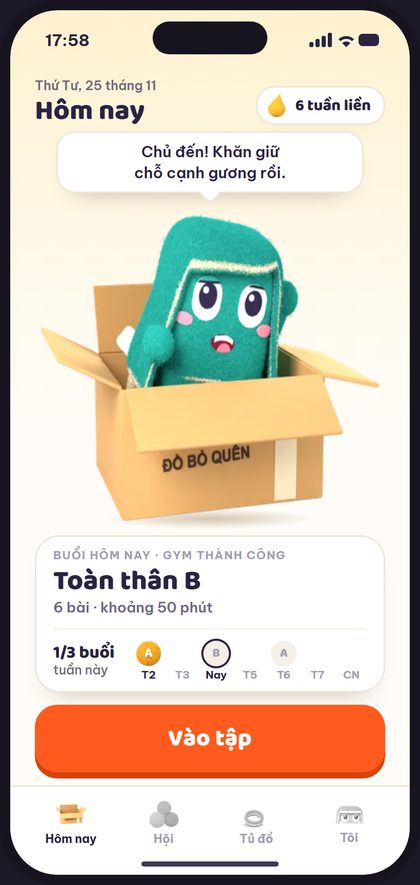 17:58
Thứ Tư, 25 tháng 11
Hôm nay
6 tuần liền
Chủ đến! Khăn giữ
chỗ cạnh gương rồi.
ĐỒ BỎ QUÊN
BUỔI HÔM NAY · GYM THÀNH CÔNG
Toàn thân B
6 bài · khoảng 50 phút
1/3 buổi
tuần này
A
B
A
T2
T3
Nay
T5
T6
T7
CN
Vào tập
Hôm nay
Hội
Tủ đồ
Tôi